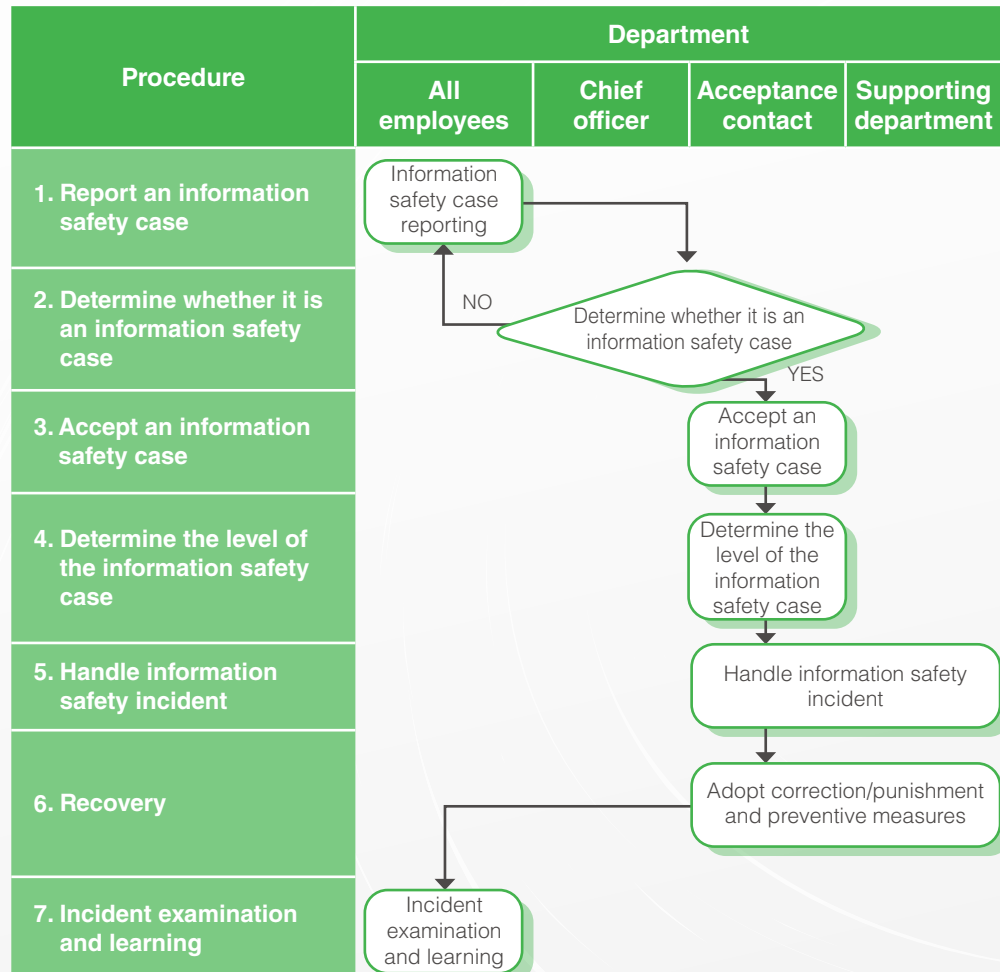 Procedure
Department
All
employees
Chief
officer
Acceptance
contact
Supporting
department
1. Report an information
safety case
Information
safety case
reporting
2. Determine whether it is
an information safety
case
NO
Determine whether it is an
information safety case
YES
3. Accept an information
safety case
Accept an
information
safety case
4. Determine the level of
the information safety
case
Determine the
level of the
information
safety case
5. Handle information
safety incident
Handle information safety
incident
6. Recovery
Adopt correction/punishment
and preventive measures
7. Incident examination
and learning
Incident
examination
and learning